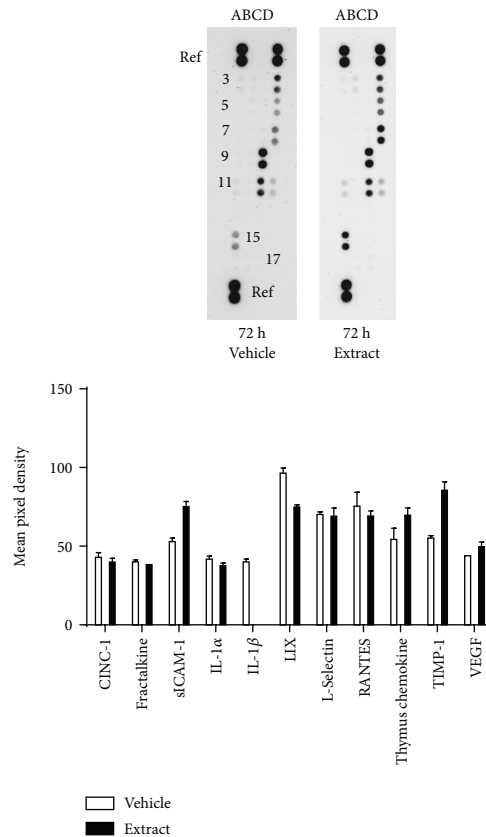 ABCD
ABCD
Ref
3
5
7
9
11
15
17
Ref
72 h
Vehicle
72 h
Extract
150
100
50
0
Mean pixel density
CINC-1
Fractalkine
sICAM-1
IL-1α
IL-1β
LIX
L-Selectin
RANTES
Thymus chemokine
TIMP-1
VEGF
Vehicle
Extract